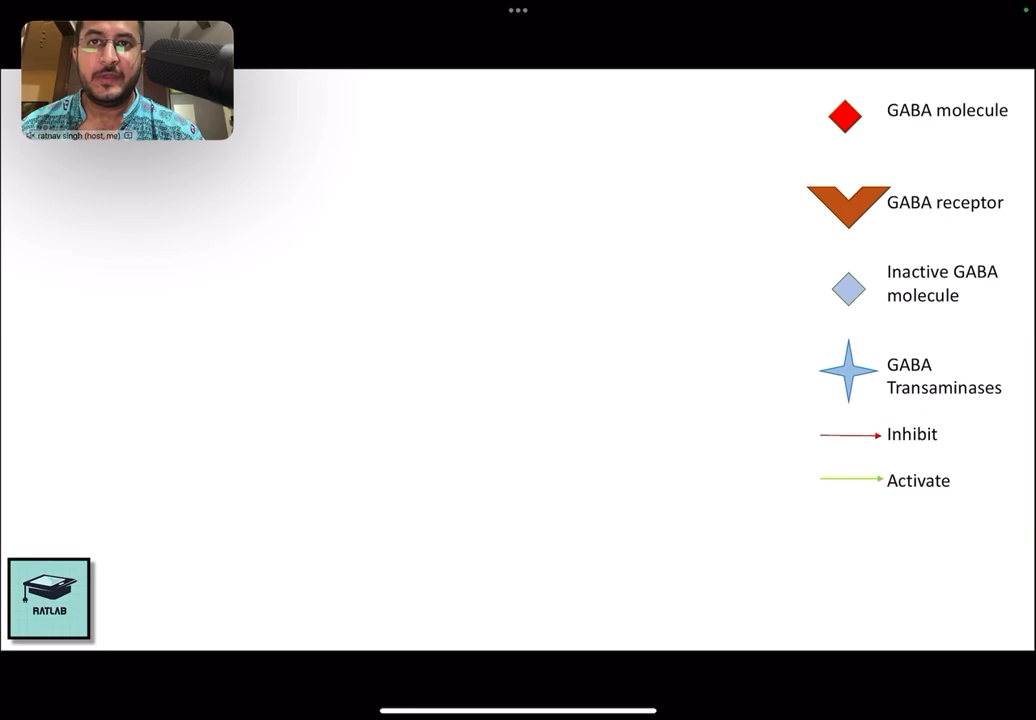 ratnav singh (host, me)
GABA molecule
GABA receptor
Inactive GABA
molecule
GABA
Transaminases
Inhibit
Activate
RATLAB